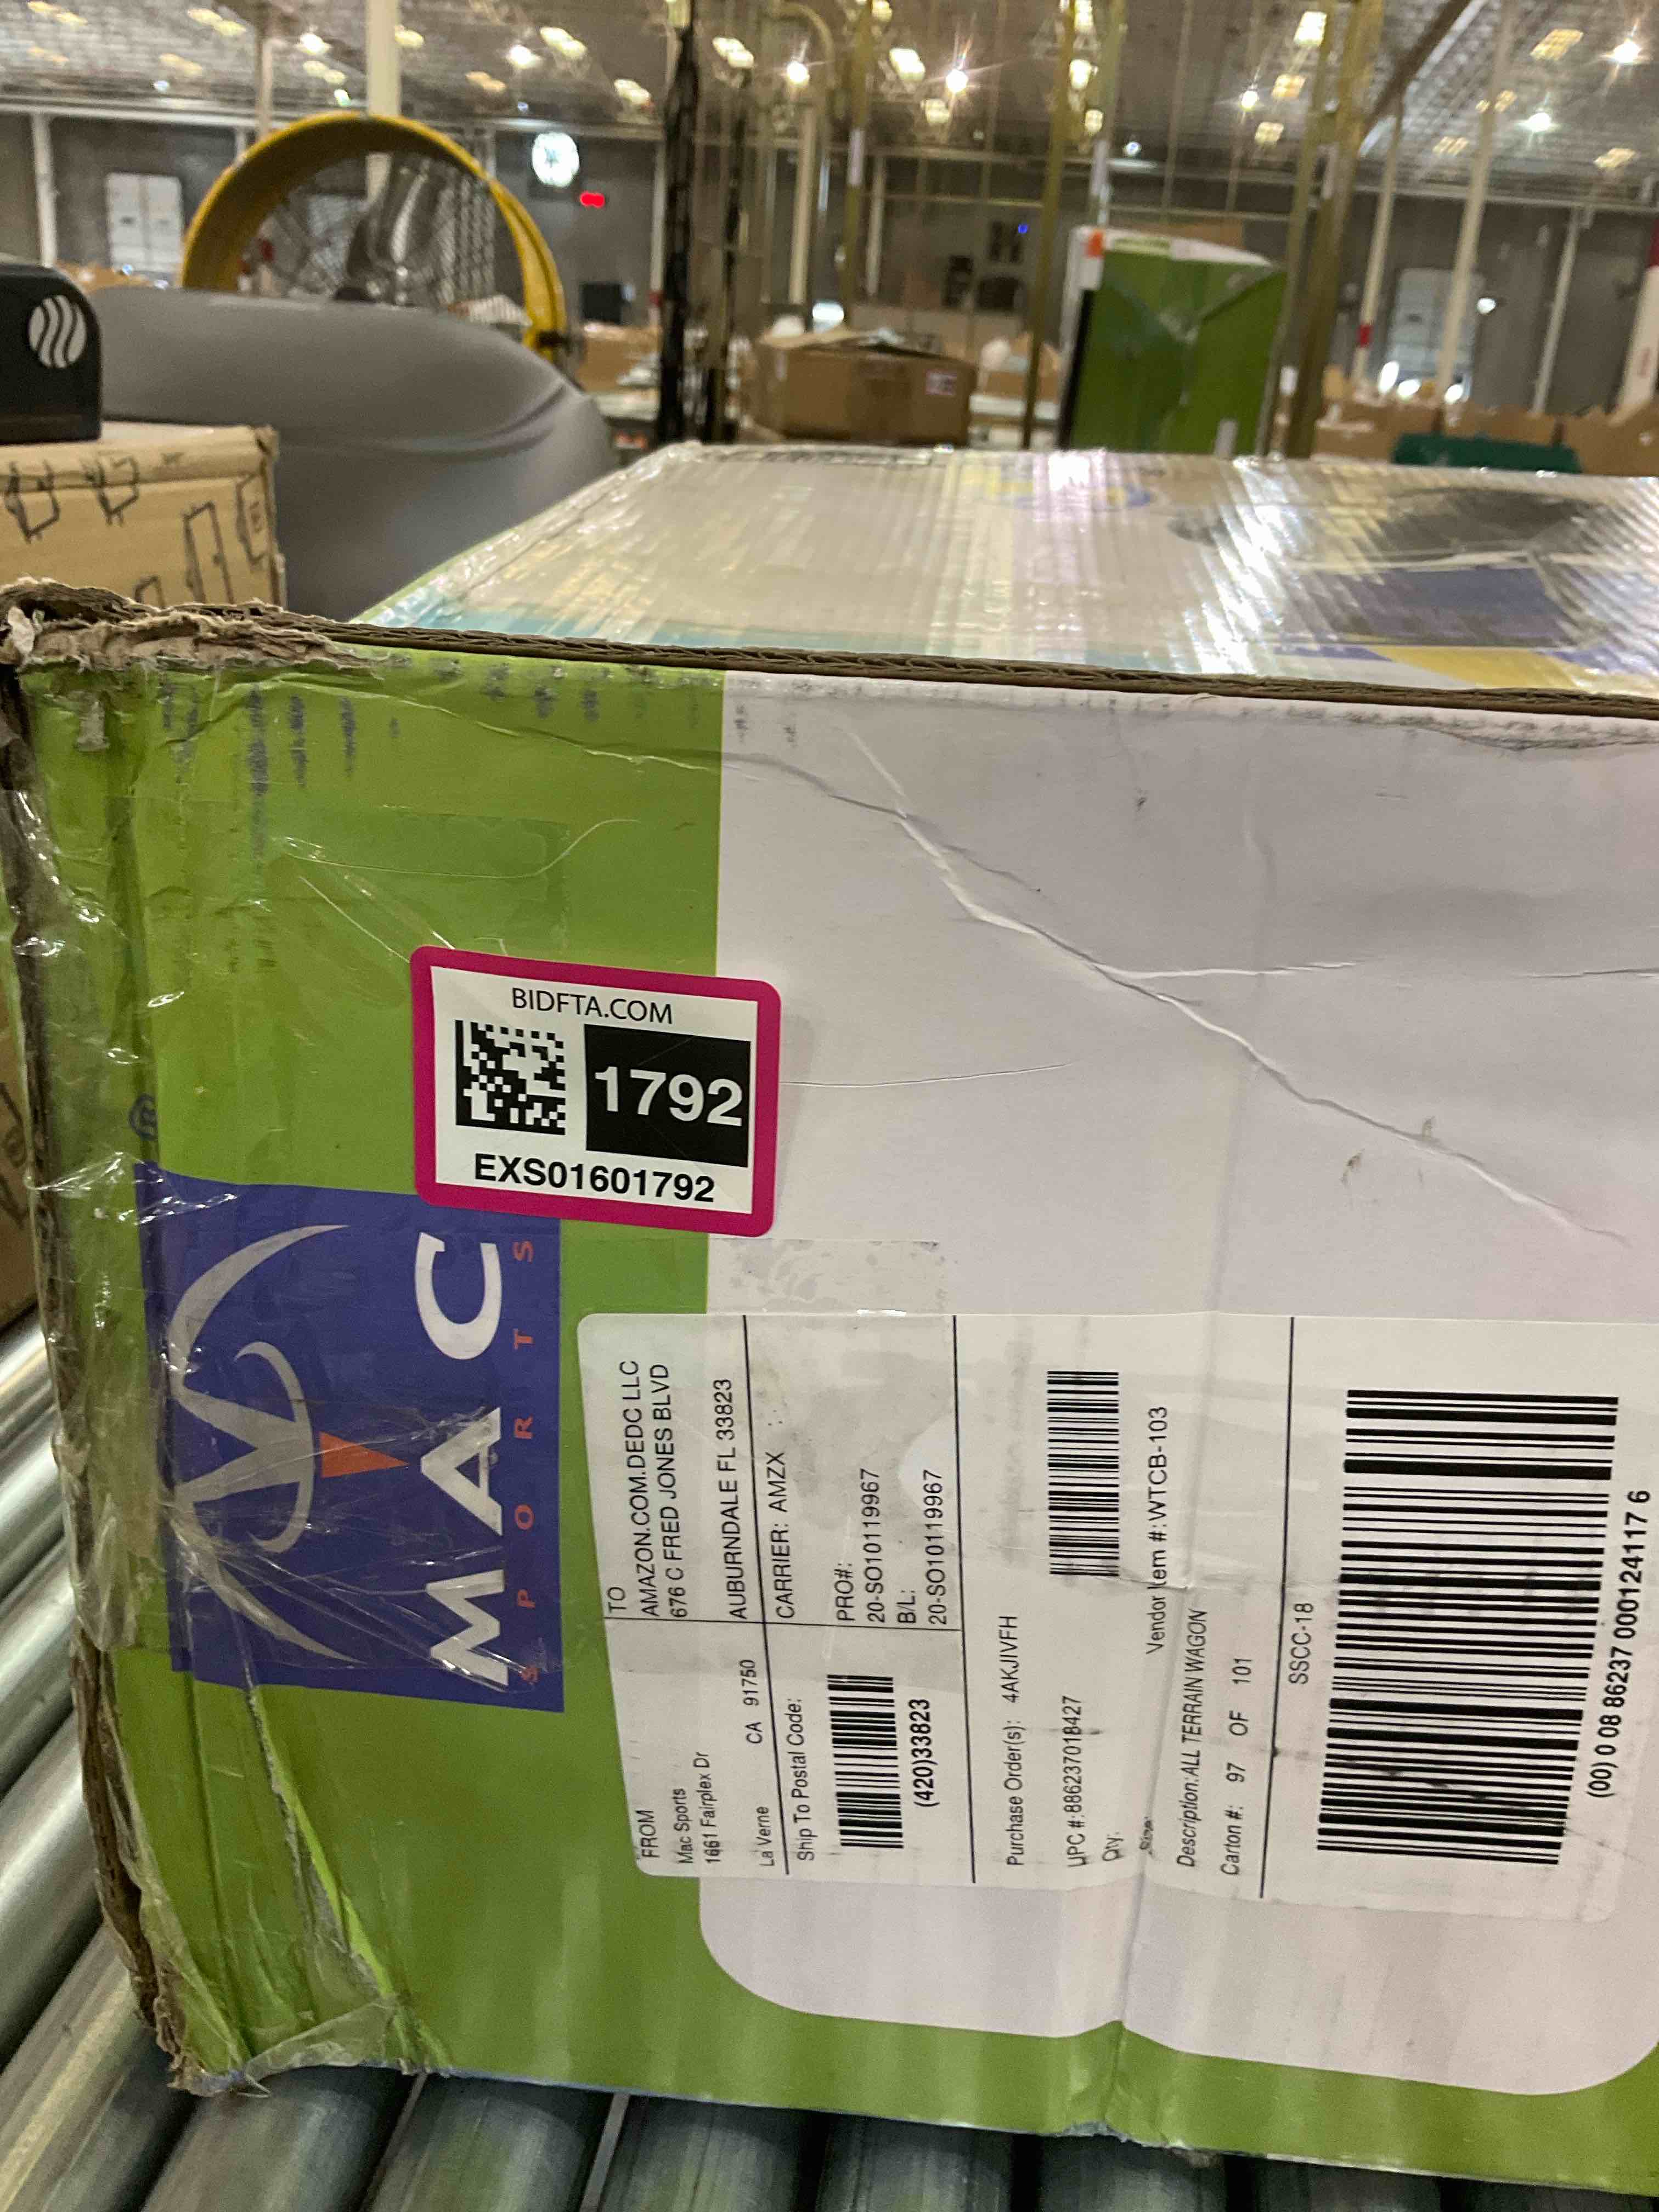 BIDFTA.COM
1792
EXS01601792
®
MAC
SPORTS
FROM
Mac Sports
1661 Fairplex Dr
La Verne CA 91750
TO
AMAZON.COM.DEDC LLC
676 C FRED JONES BLVD
AUBURNDALE FL 33823
Ship To Postal Code:
(420)33823
CARRIER: AMZX
PRO#:
20-SO10119967
B/L:
20-SO10119967
Purchase Order(s): 4AKJIVFH
UPC #:886237018427
Qty:
Size:
Vendor Item #:WTCB-103
Description:ALL TERRAIN WAGON
Carton #: 97 OF 101
SSCC-18
(00) 0 08 86237 000124117 6